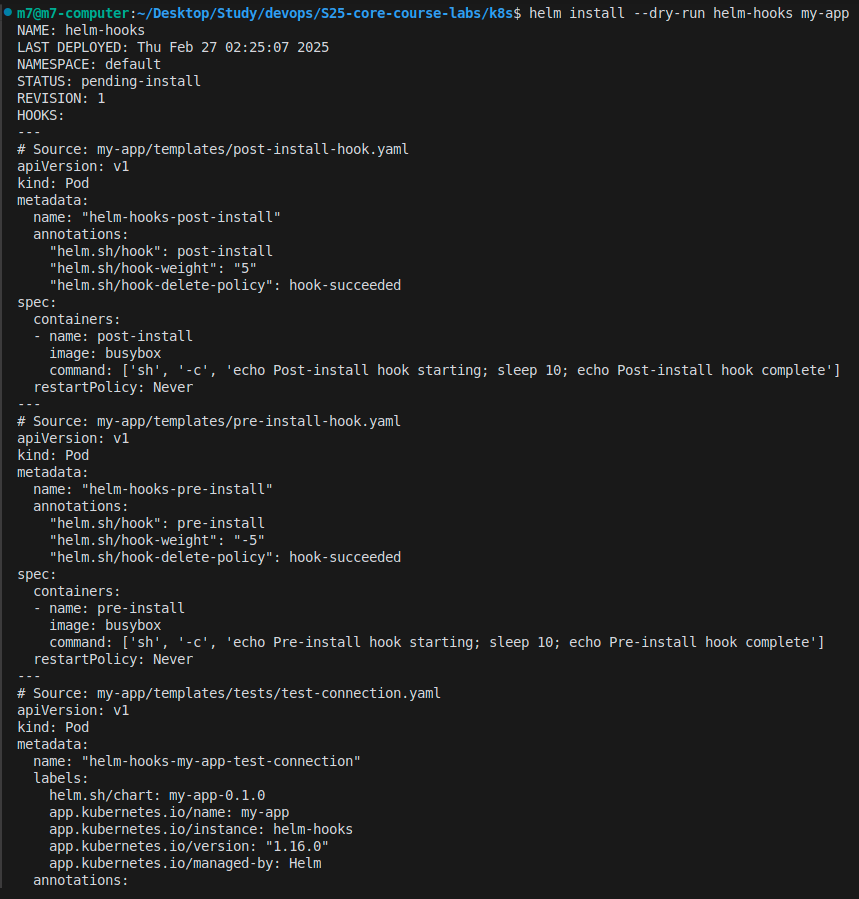 m7@m7-computer:~/Desktop/Study/devops/S25-core-course-labs/k8s$ helm install --dry-run helm-hooks my-app
NAME: helm-hooks
LAST DEPLOYED: Thu Feb 27 02:25:07 2025
NAMESPACE: default
STATUS: pending-install
REVISION: 1
HOOKS:
---
# Source: my-app/templates/post-install-hook.yaml
apiVersion: v1
kind: Pod
metadata:
  name: "helm-hooks-post-install"
  annotations:
    "helm.sh/hook": post-install
    "helm.sh/hook-weight": "5"
    "helm.sh/hook-delete-policy": hook-succeeded
spec:
  containers:
  - name: post-install
    image: busybox
    command: ['sh', '-c', 'echo Post-install hook starting; sleep 10; echo Post-install hook complete']
  restartPolicy: Never
---
# Source: my-app/templates/pre-install-hook.yaml
apiVersion: v1
kind: Pod
metadata:
  name: "helm-hooks-pre-install"
  annotations:
    "helm.sh/hook": pre-install
    "helm.sh/hook-weight": "-5"
    "helm.sh/hook-delete-policy": hook-succeeded
spec:
  containers:
  - name: pre-install
    image: busybox
    command: ['sh', '-c', 'echo Pre-install hook starting; sleep 10; echo Pre-install hook complete']
  restartPolicy: Never
---
# Source: my-app/templates/tests/test-connection.yaml
apiVersion: v1
kind: Pod
metadata:
  name: "helm-hooks-my-app-test-connection"
  labels:
    helm.sh/chart: my-app-0.1.0
    app.kubernetes.io/name: my-app
    app.kubernetes.io/instance: helm-hooks
    app.kubernetes.io/version: "1.16.0"
    app.kubernetes.io/managed-by: Helm
  annotations: